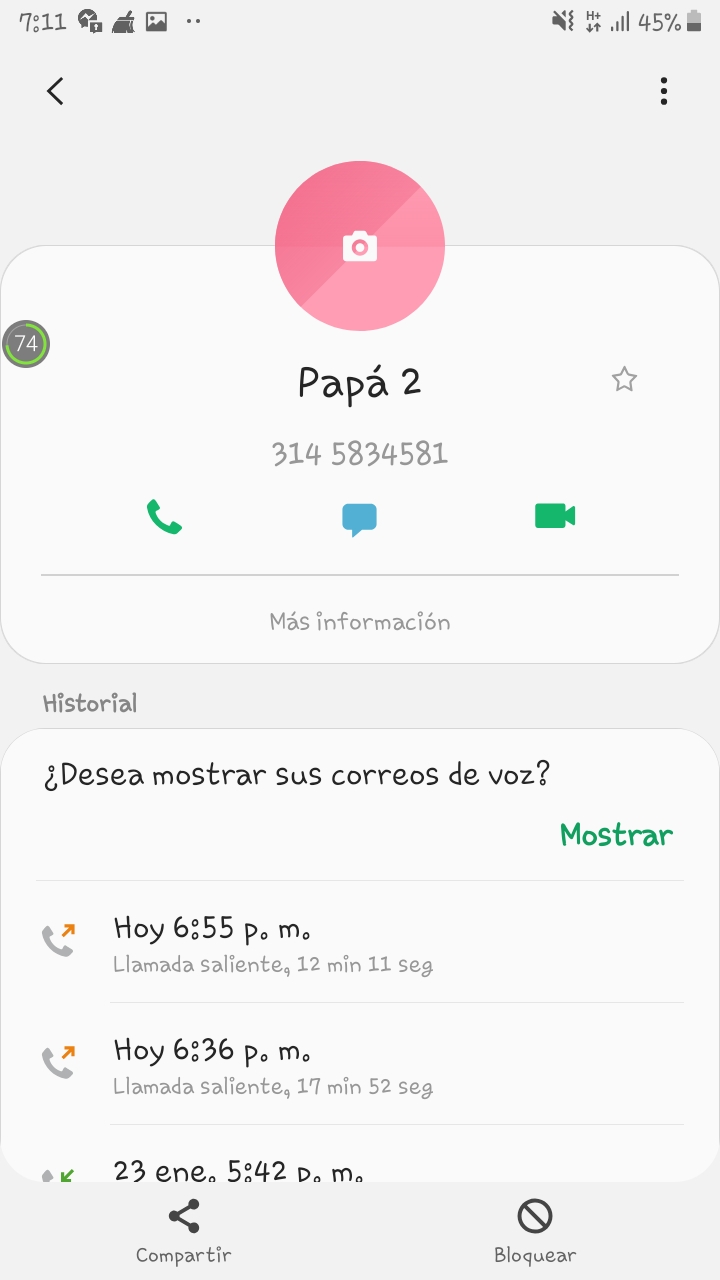 7:11
H+
45%
74
Papá 2
314 5834581
Más información
Historial
¿Desea mostrar sus correos de voz?
Mostrar
Hoy 6:55 p. m.
Llamada saliente, 12 min 11 seg
Hoy 6:36 p. m.
Llamada saliente, 17 min 52 seg
23 ene. 5:42 p. m.
Compartir
Bloquear